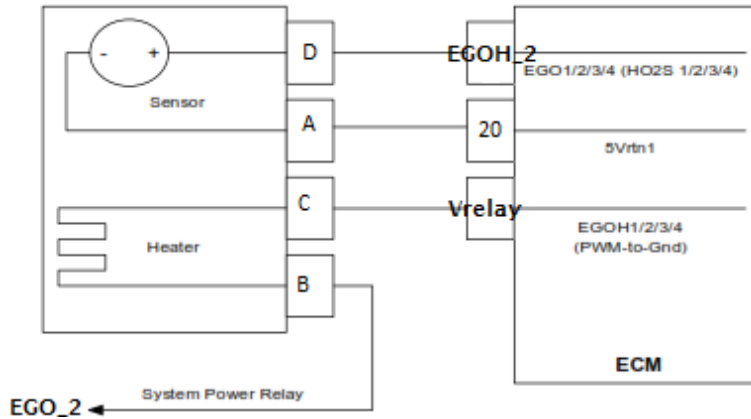 - +
Sensor
D
EGOH_2
EGO1/2/3/4 (HO2S 1/2/3/4)
A
20
5Vrtn1
C
Vrelay
EGOH1/2/3/4
(PWM-to-Gnd)
Heater
B
ECM
System Power Relay
EGO_2